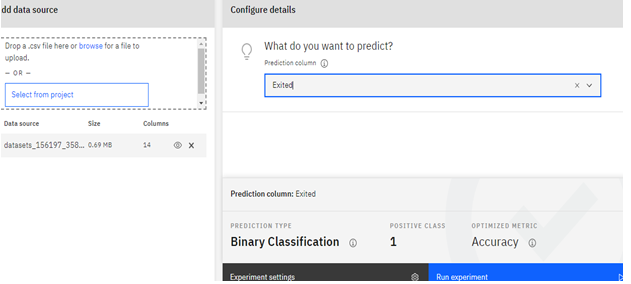 dd data source
Drop a .csv file here or browse for a file to
upload.
— OR —
Select from project
Data source Size Columns
datasets_156197_358... 0.69 MB 14
Configure details
What do you want to predict?
Prediction column
Exited
Prediction column: Exited
PREDICTION TYPE POSITIVE CLASS OPTIMIZED METRIC
Binary Classification 1 Accuracy
Experiment settings Run experiment